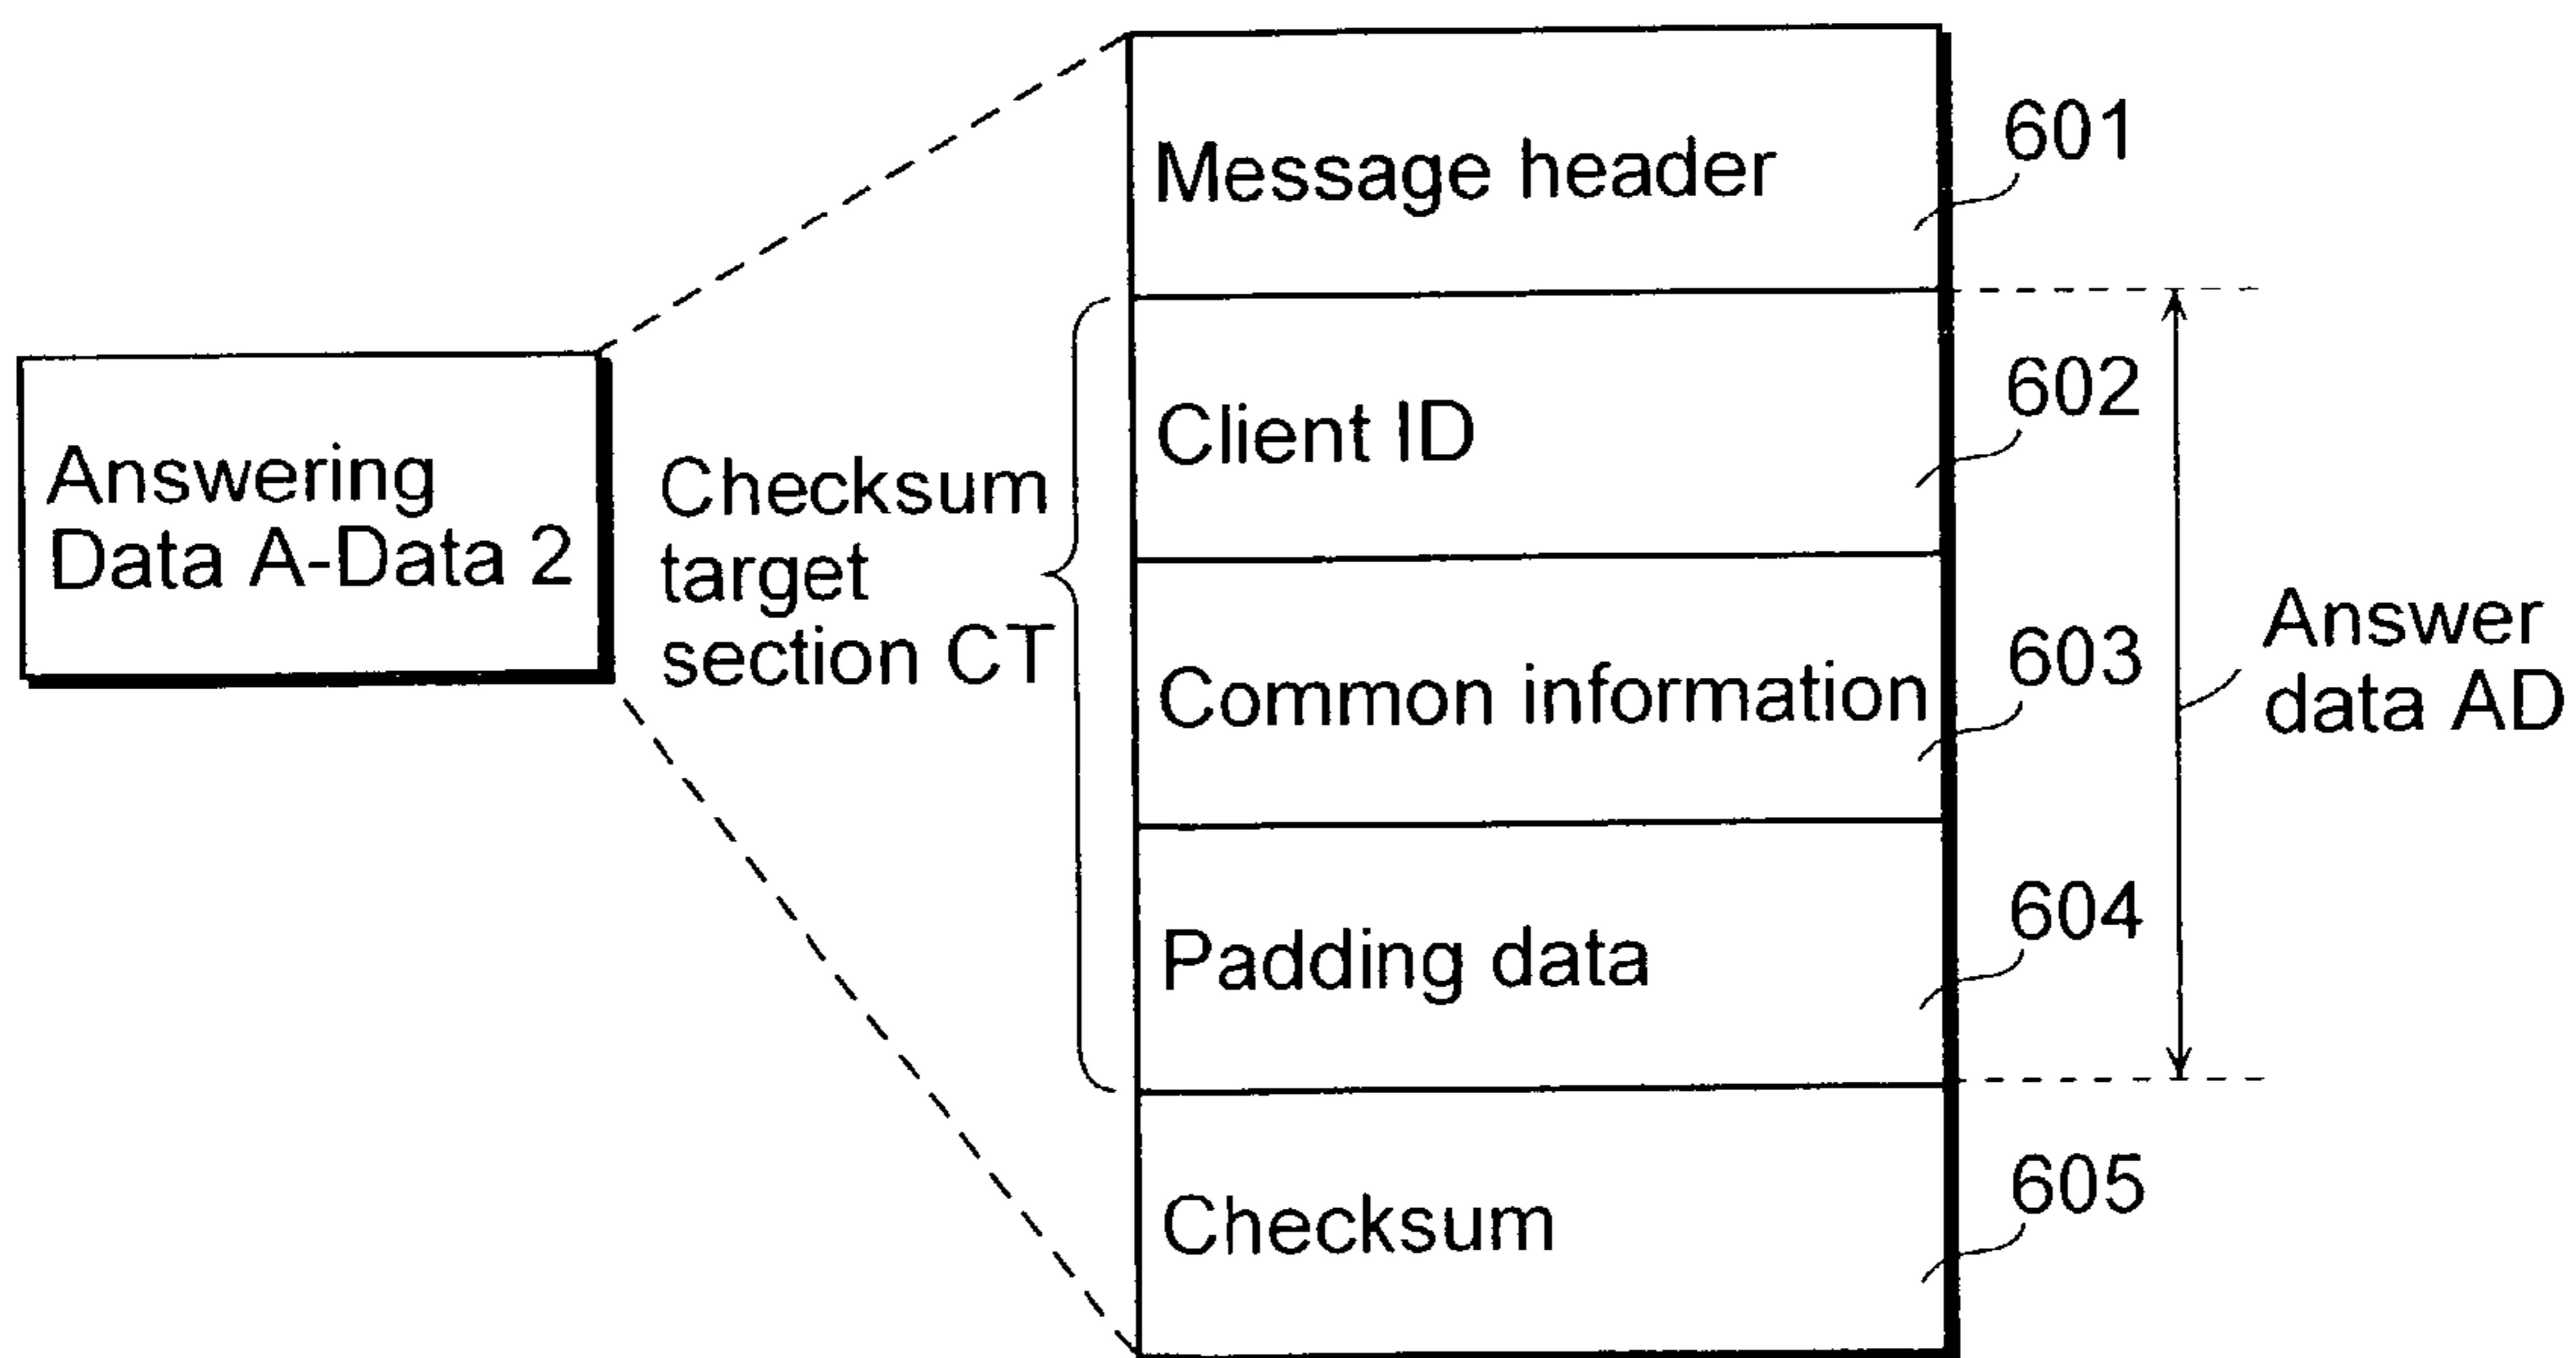 Answering
Data A-Data 2
Checksum
target
section CT
Message header
601
Client ID
602
Common information
603
Padding data
604
Checksum
605
Answer
data AD